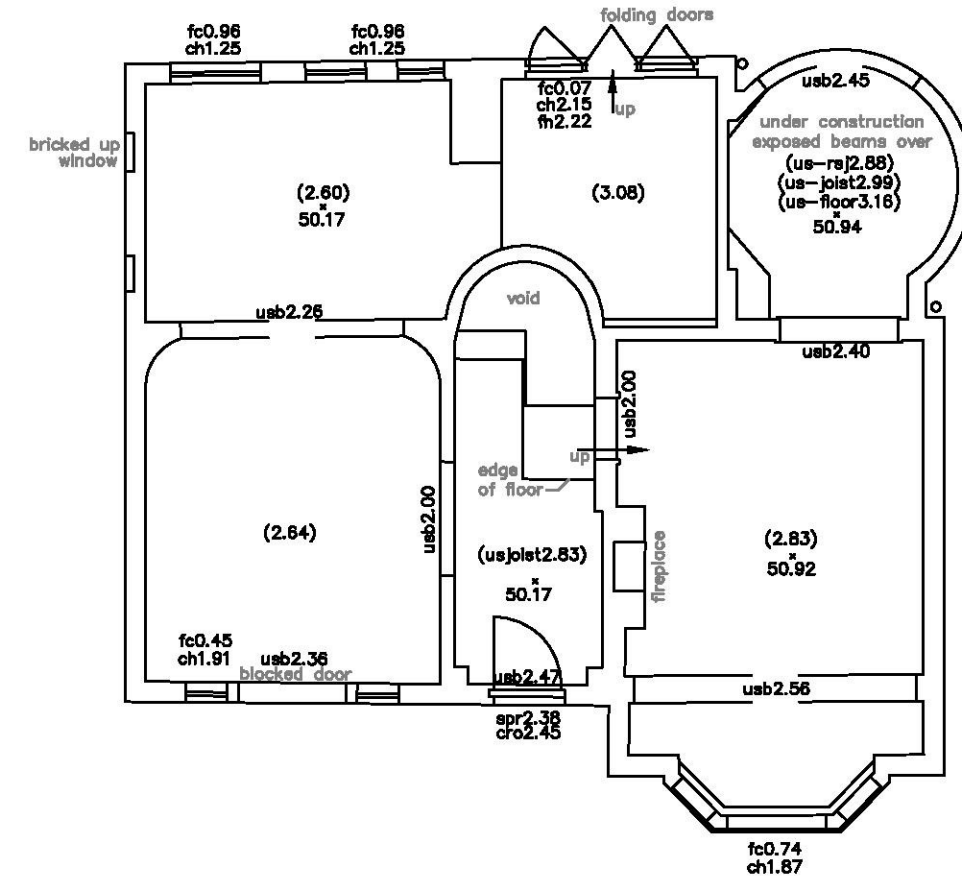 folding doors
fc0.96
ch1.25
fc0.96
ch1.25
fc0.07
ch2.15
fh2.22
up
usb2.45
under construction
exposed beams over
(us-rsj2.88)
(us-joist2.99)
(us-floor3.16)
50.94
bricked up
window
(2.60)
50.17
(3.08)
void
usb2.26
usb2.40
usb2.00
up
edge
of floor
usb2.00
(2.64)
(usjoist2.83)
50.17
fireplace
(2.83)
50.92
fc0.45
ch1.91
usb2.36
blocked door
usb2.47
spr2.38
cro2.45
usb2.56
fc0.74
ch1.87